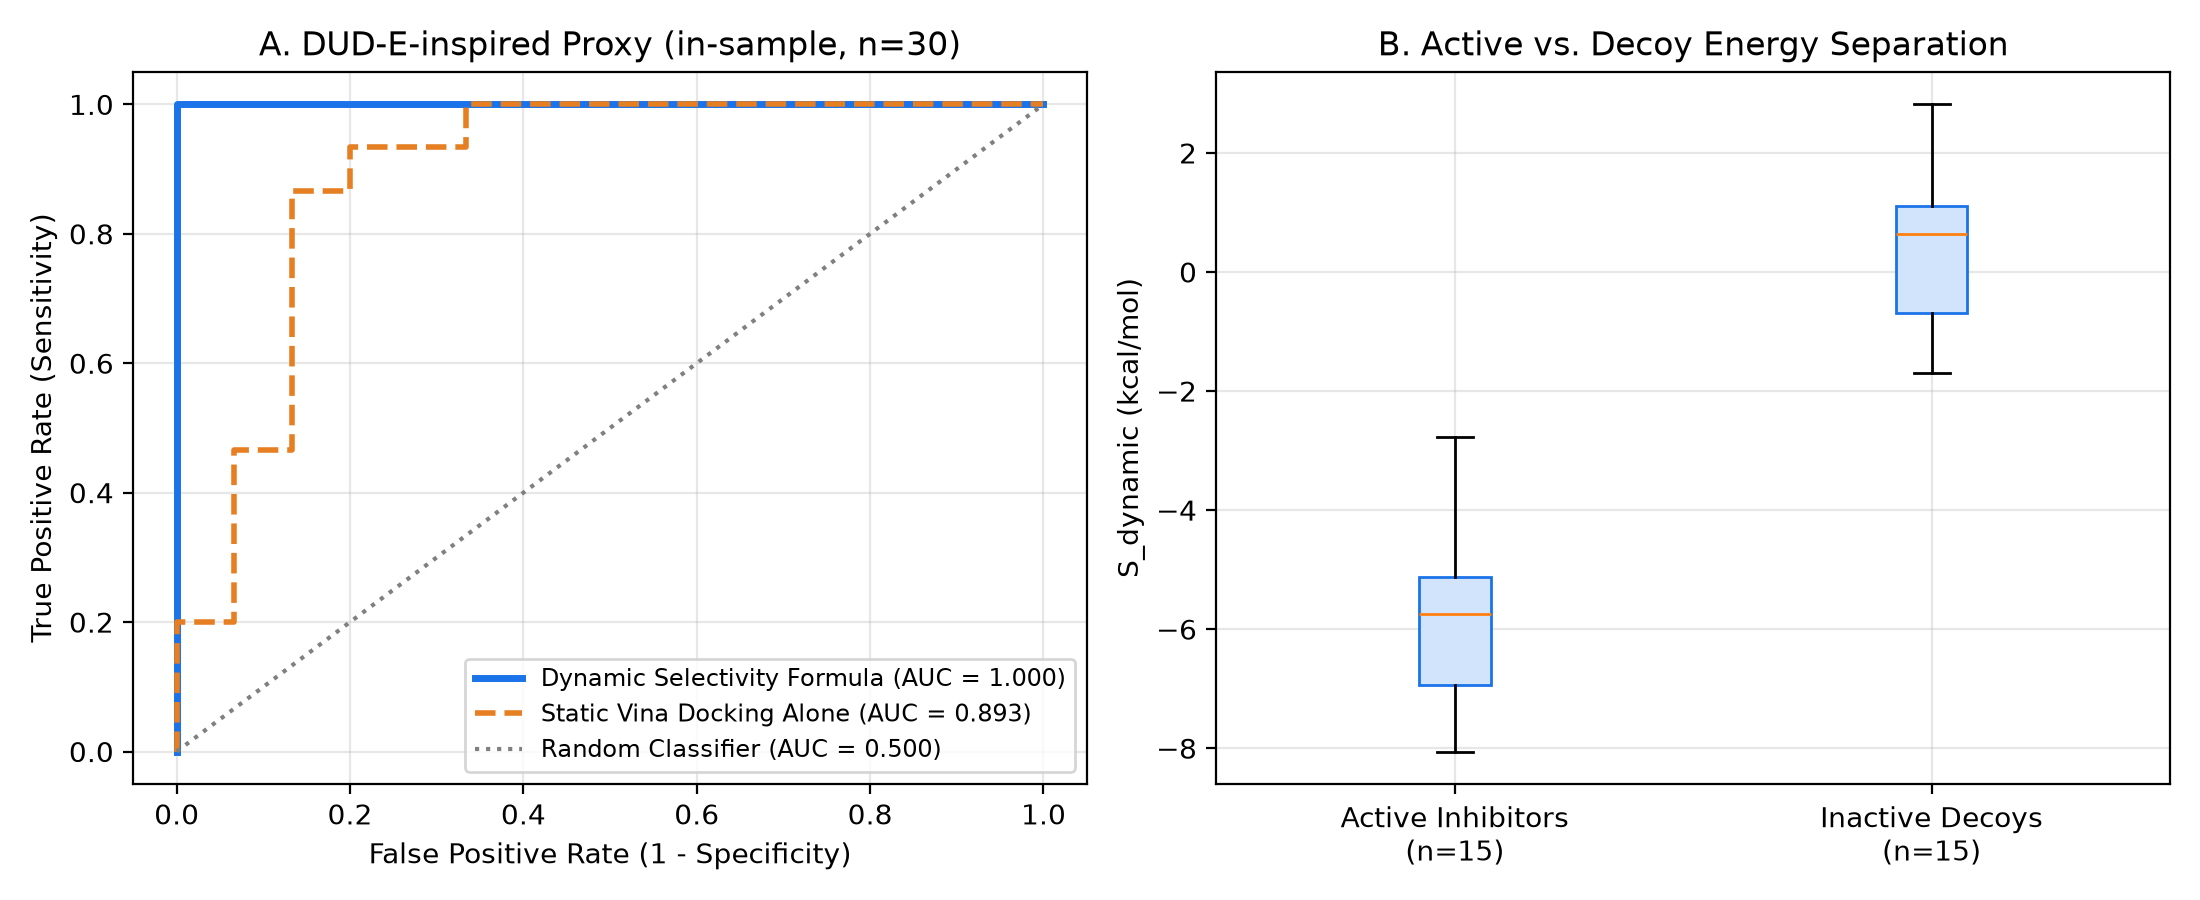 A. DUD-E-inspired Proxy (in-sample, n=30)
True Positive Rate (Sensitivity)
1.0
0.8
0.6
0.4
0.2
0.0
Dynamic Selectivity Formula (AUC = 1.000)
Static Vina Docking Alone (AUC = 0.893)
Random Classifier (AUC = 0.500)
0.0 0.2 0.4 0.6 0.8 1.0
False Positive Rate (1 - Specificity)
B. Active vs. Decoy Energy Separation
S_dynamic (kcal/mol)
2
0
−2
−4
−6
−8
Active Inhibitors
(n=15)
Inactive Decoys
(n=15)